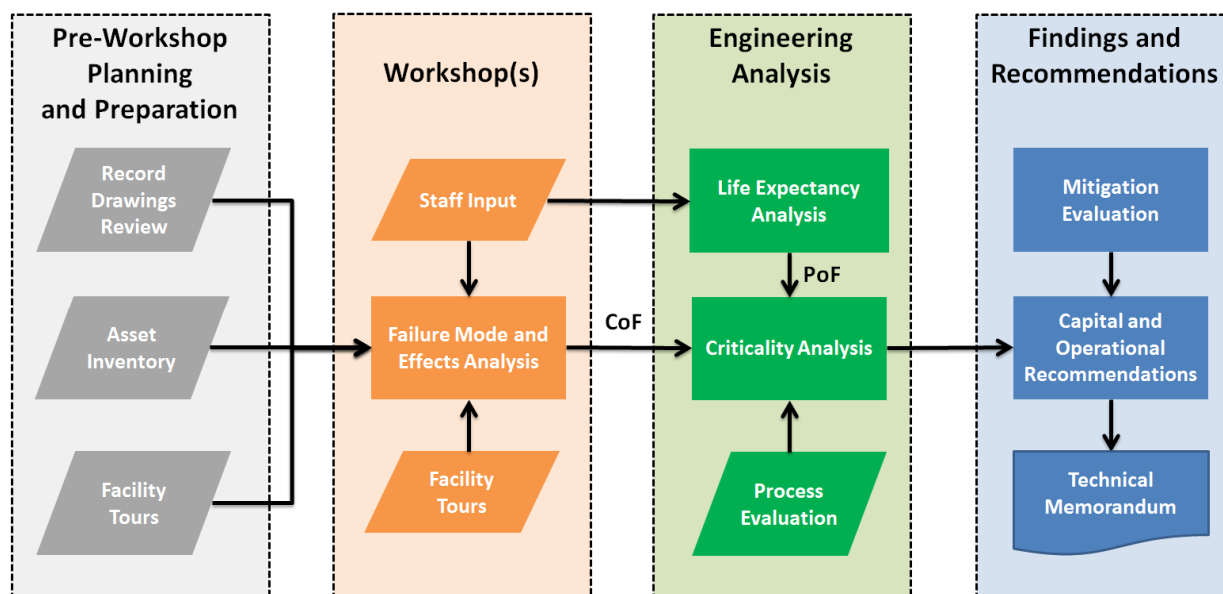 Pre-Workshop
Planning
and Preparation
Record
Drawings
Review
Asset
Inventory
Facility
Tours
Workshop(s)
Staff Input
Failure Mode and
Effects Analysis
Facility
Tours
CoF
Engineering
Analysis
Life Expectancy
Analysis
PoF
Criticality Analysis
Process
Evaluation
Findings and
Recommendations
Mitigation
Evaluation
Capital and
Operational
Recommendations
Technical
Memorandum